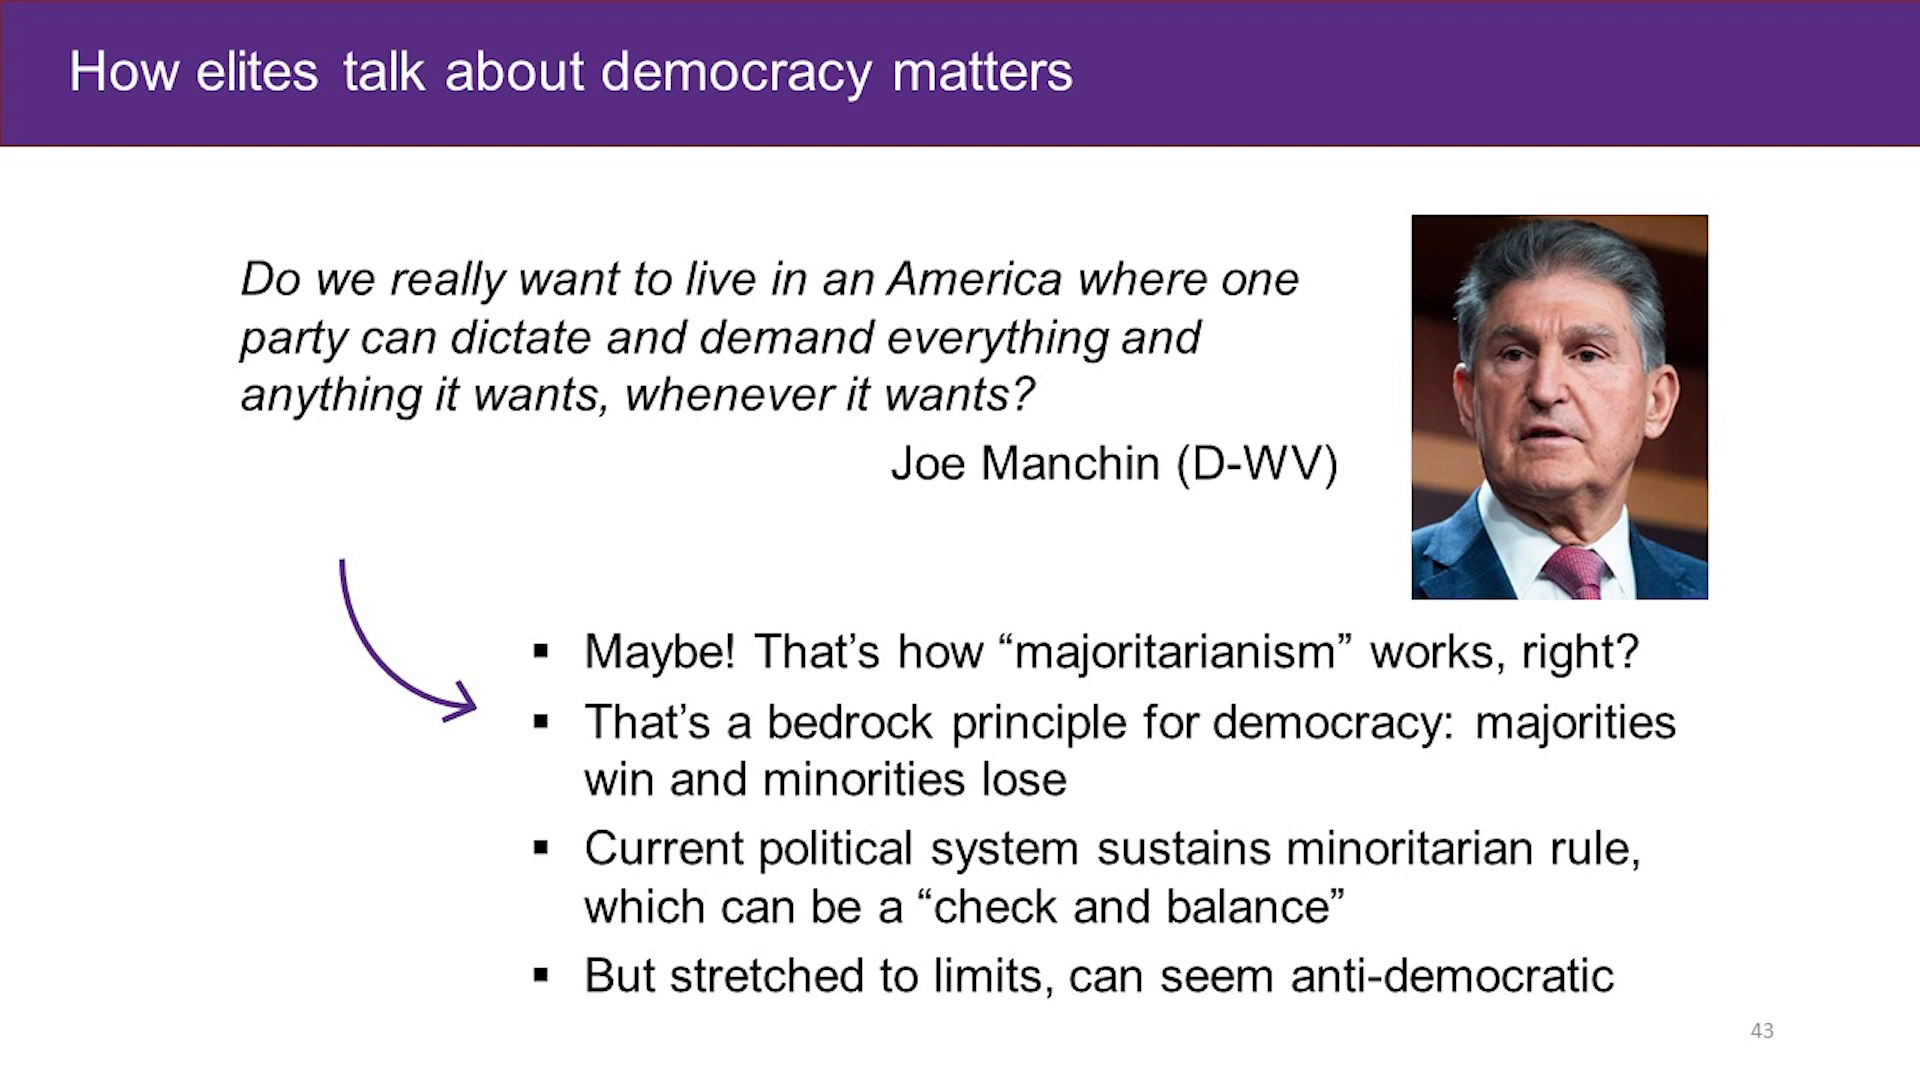 How elites talk about democracy matters
Do we really want to live in an America where one
party can dictate and demand everything and
anything it wants, whenever it wants?
Joe Manchin (D-WV)
▪ Maybe! That’s how “majoritarianism” works, right?
▪ That’s a bedrock principle for democracy: majorities
win and minorities lose
▪ Current political system sustains minoritarian rule,
which can be a “check and balance”
▪ But stretched to limits, can seem anti-democratic
43